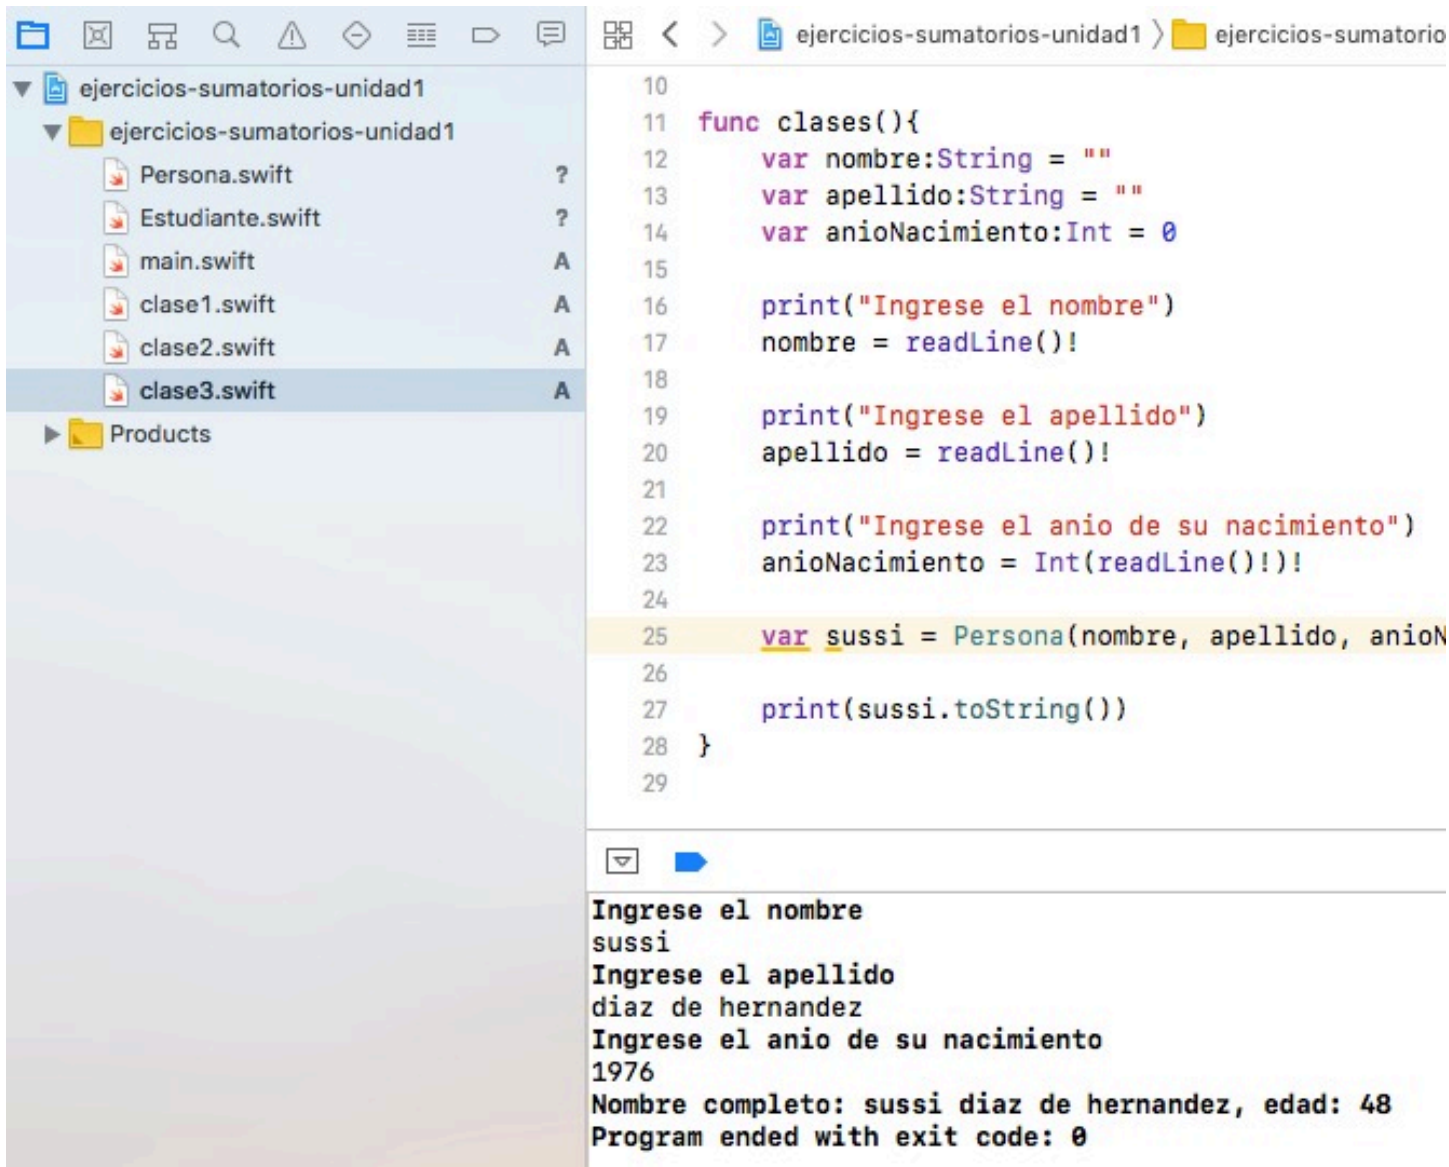 ejercicios-sumatorios-unidad1
ejercicios-sumatorios-unidad1
Persona.swift ?
Estudiante.swift ?
main.swift A
clase1.swift A
clase2.swift A
clase3.swift A
Products
ejercicios-sumatorios-unidad1 〉 ejercicios-sumatorio
10
11 func clases(){
12 var nombre:String = ""
13 var apellido:String = ""
14 var anioNacimiento:Int = 0
15
16 print("Ingrese el nombre")
17 nombre = readLine()!
18
19 print("Ingrese el apellido")
20 apellido = readLine()!
21
22 print("Ingrese el anio de su nacimiento")
23 anioNacimiento = Int(readLine()!)!
24
25 var sussi = Persona(nombre, apellido, anioN
26
27 print(sussi.toString())
28 }
29
Ingrese el nombre
sussi
Ingrese el apellido
diaz de hernandez
Ingrese el anio de su nacimiento
1976
Nombre completo: sussi diaz de hernandez, edad: 48
Program ended with exit code: 0